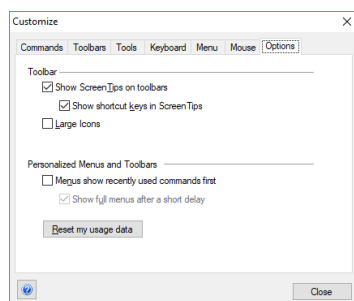 Customize
Commands Toolbars Tools Keyboard Menu Mouse Options
Toolbar
Show ScreenTips on toolbars
Show shortcut keys in ScreenTips
Large Icons
Personalized Menus and Toolbars
Menus show recently used commands first
Show full menus after a short delay
Reset my usage data
Close